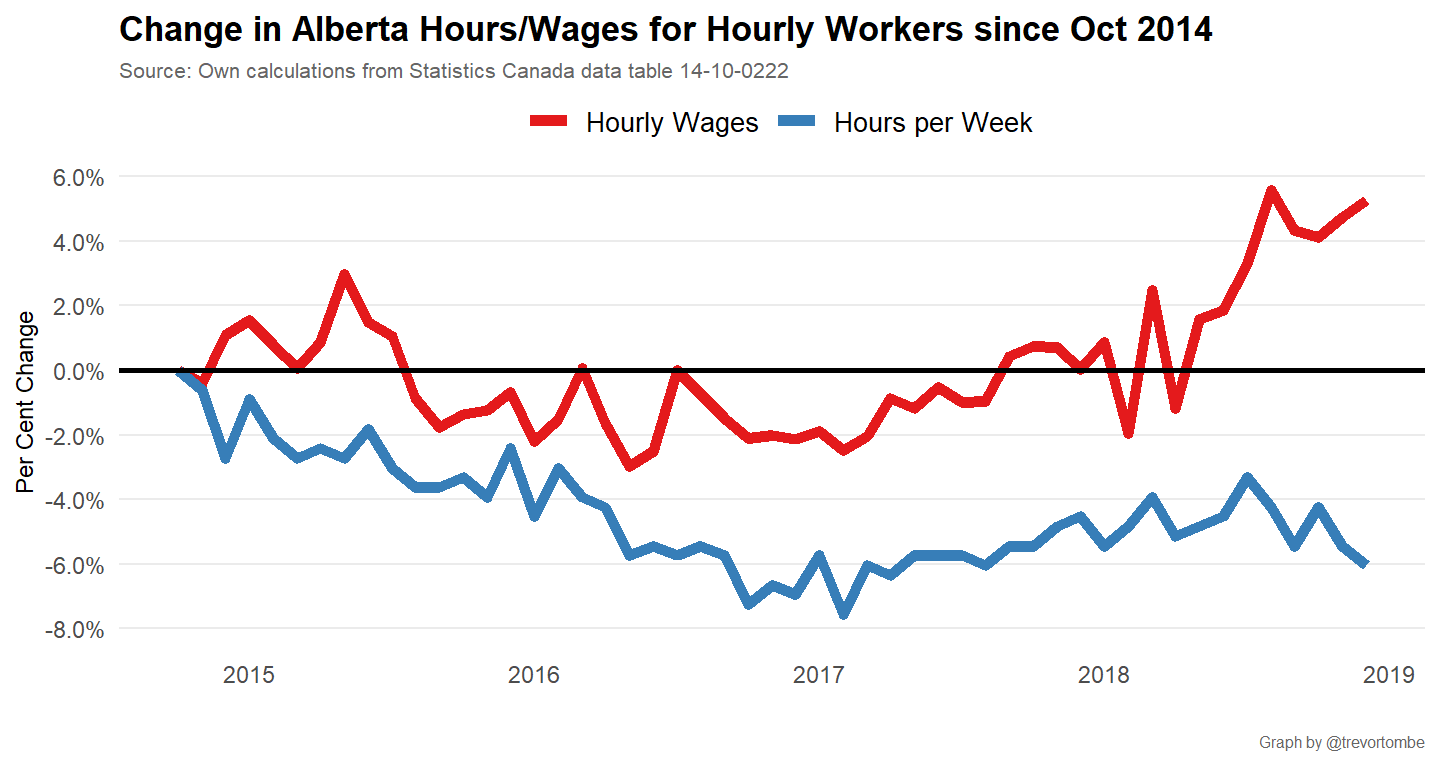 Change in Alberta Hours/Wages for Hourly Workers since Oct 2014
Source: Own calculations from Statistics Canada data table 14-10-0222
Hourly Wages Hours per Week
Per Cent Change
6.0%
4.0%
2.0%
0.0%
-2.0%
-4.0%
-6.0%
-8.0%
2015 2016 2017 2018 2019
Graph by @trevortombe